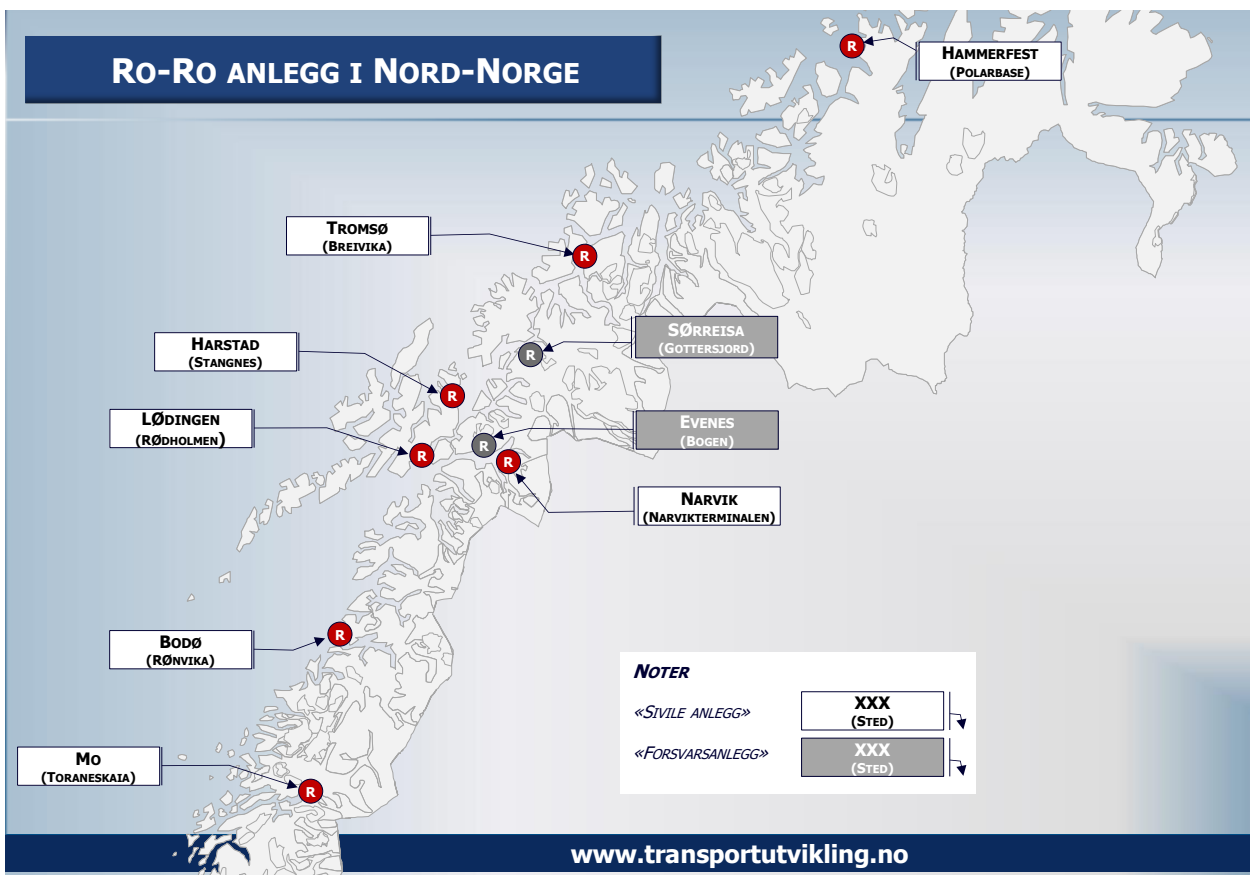 Ro-Ro anlegg i Nord-Norge
R
Hammerfest
(Polarbase)
Tromsø
(Breivika)
R
Harstad
(Stangnes)
R
SØrreisa
(Gottersjord)
R
LØdingen
(rØdholmen)
R
Evenes
(Bogen)
R
R
Narvik
(Narvikterminalen)
Bodø
(RØnvika)
R
Noter
«Sivile anlegg»
XXX
(Sted)
«Forsvarsanlegg»
XXX
(Sted)
Mo
(Toraneskaia)
R
www.transportutvikling.no